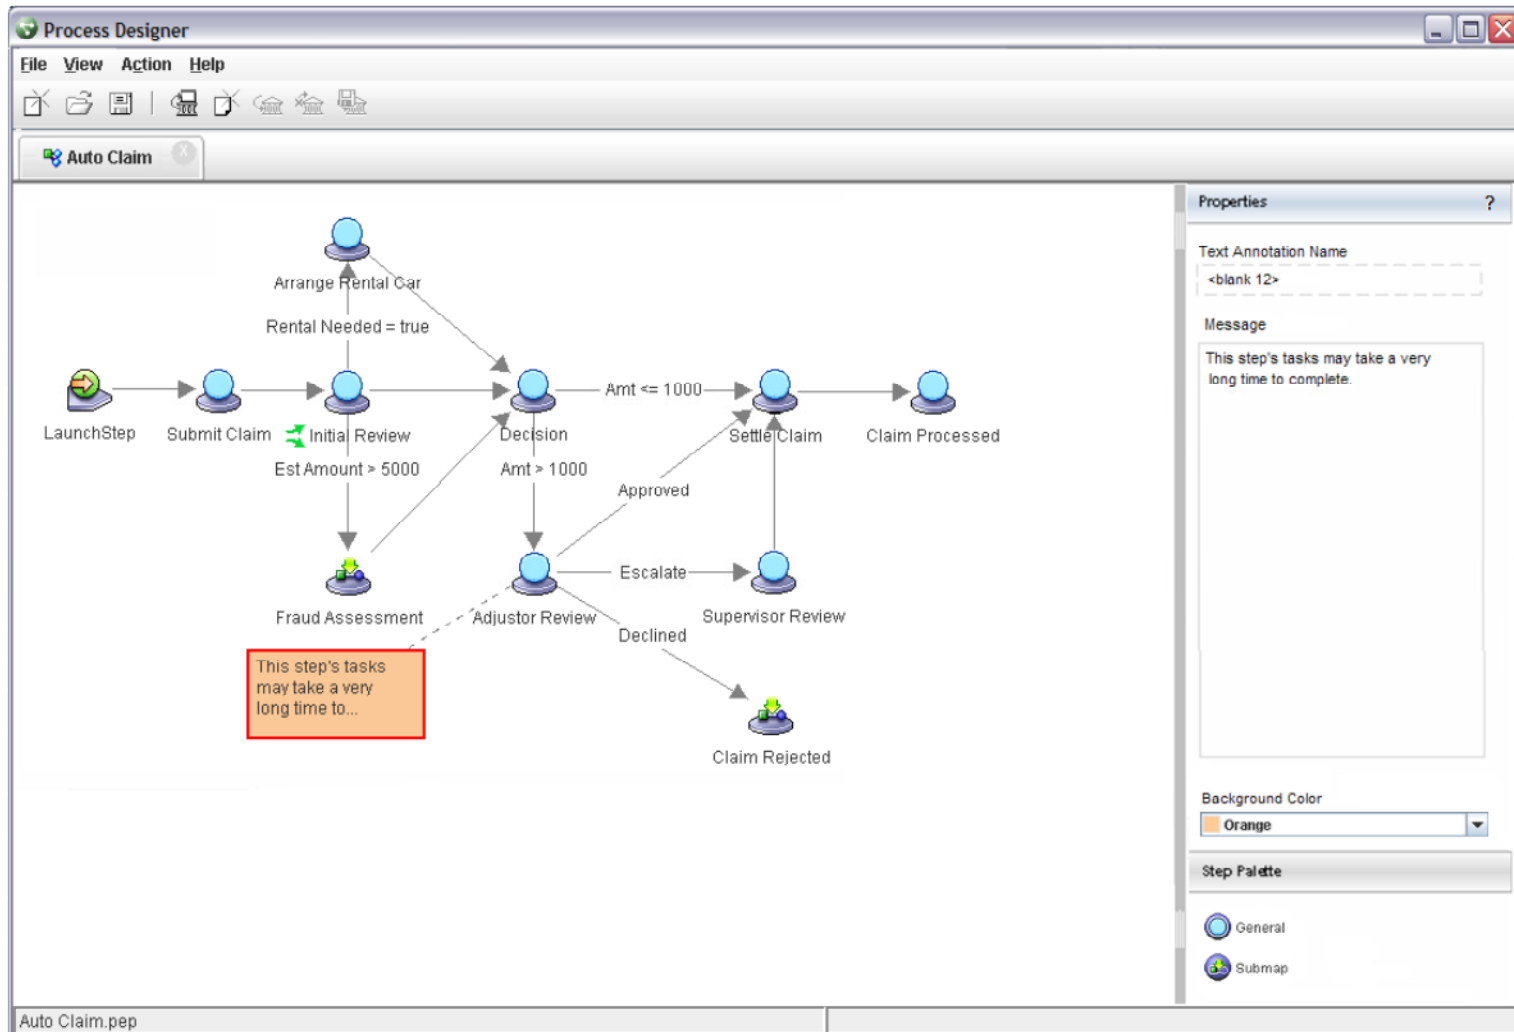 Process Designer
File View Action Help
Auto Claim
Properties ?
Text Annotation Name
<blank 12>
Message
This step's tasks may take a very
long time to complete.
Arrange Rental Car
Rental Needed = true
Amt <= 1000
LaunchStep
Submit Claim
Initial Review
Decision
Settle Claim
Claim Processed
Est Amount > 5000
Amt > 1000
Approved
Escalate
Fraud Assessment
Adjustor Review
Supervisor Review
Declined
This step's tasks
may take a very
long time to...
Claim Rejected
Background Color
Orange
Step Palette
General
Submap
Auto Claim.pep